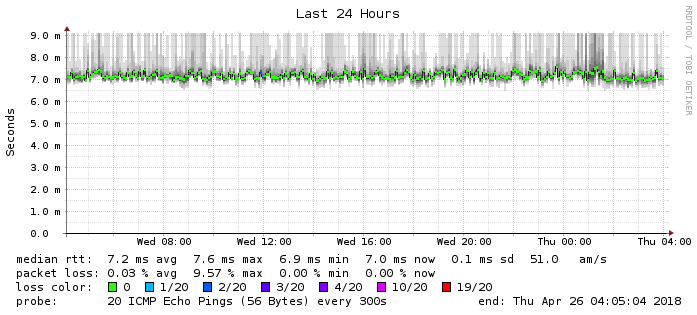 Last 24 Hours
RRDTOOL / TOBI OETIKER
Seconds
9.0 m
8.0 m
7.0 m
6.0 m
5.0 m
4.0 m
3.0 m
2.0 m
1.0 m
0.0
Wed 08:00 Wed 12:00 Wed 16:00 Wed 20:00 Thu 00:00 Thu 04:00
median rtt: 7.2 ms avg 7.6 ms max 6.9 ms min 7.0 ms now 0.1 ms sd 51.0 am/s
packet loss: 0.03 % avg 9.57 % max 0.00 % min 0.00 % now
loss color: 0 1/20 2/20 3/20 4/20 10/20 19/20
probe: 20 ICMP Echo Pings (56 Bytes) every 300s end: Thu Apr 26 04:05:04 2018